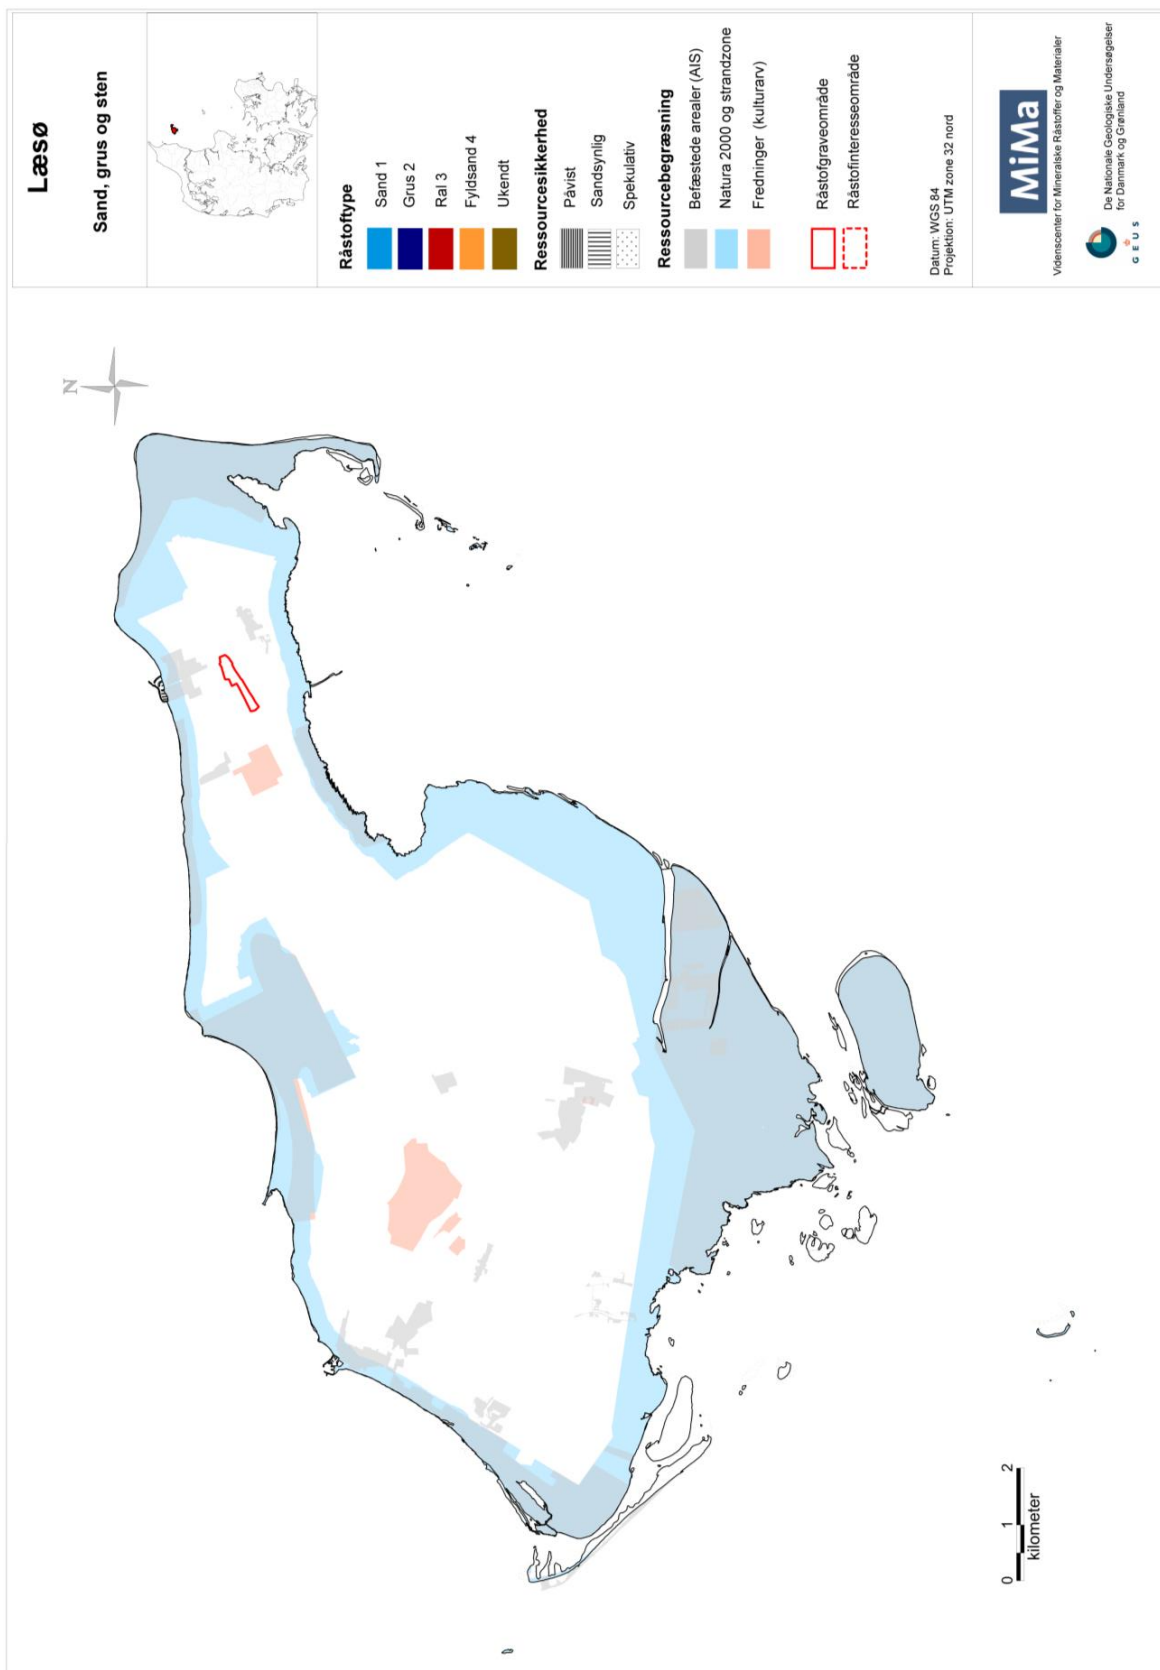 Læsø
Sand, grus og sten
Råstoftype
Sand 1
Grus 2
Ral 3
Fyldsand 4
Ukendt
Ressourcesikkerhed
Påvist
Sandsynlig
Spekulativ
Ressourcebegræsning
Befæstede arealer (AIS)
Natura 2000 og strandzone
Fredninger (kulturarv)
Råstofgraveområde
Råstofinteresseområde
Datum: WGS 84
Projektion: UTM zone 32 nord
MiMa
Videnscenter for Mineralske Råstoffer og Materialer
G E U S
De Nationale Geologiske Undersøgelser
for Danmark og Grønland
N
0 1 2
kilometer